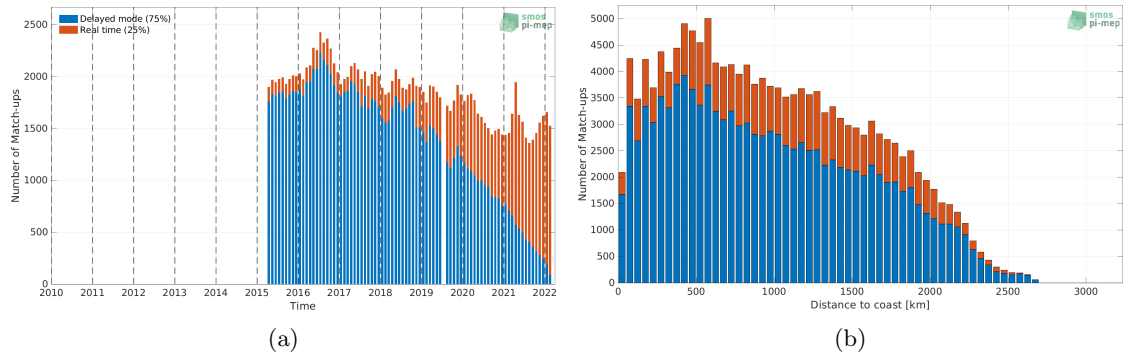 Delayed mode (75%)
Real time (25%)
smos
pi-mep
Number of Match-ups
2500
2000
1500
1000
500
0
2010 2011 2012 2013 2014 2015 2016 2017 2018 2019 2020 2021 2022
Time
(a)
smos
pi-mep
Number of Match-ups
5000
4500
4000
3500
3000
2500
2000
1500
1000
500
0
0 500 1000 1500 2000 2500 3000
Distance to coast [km]
(b)